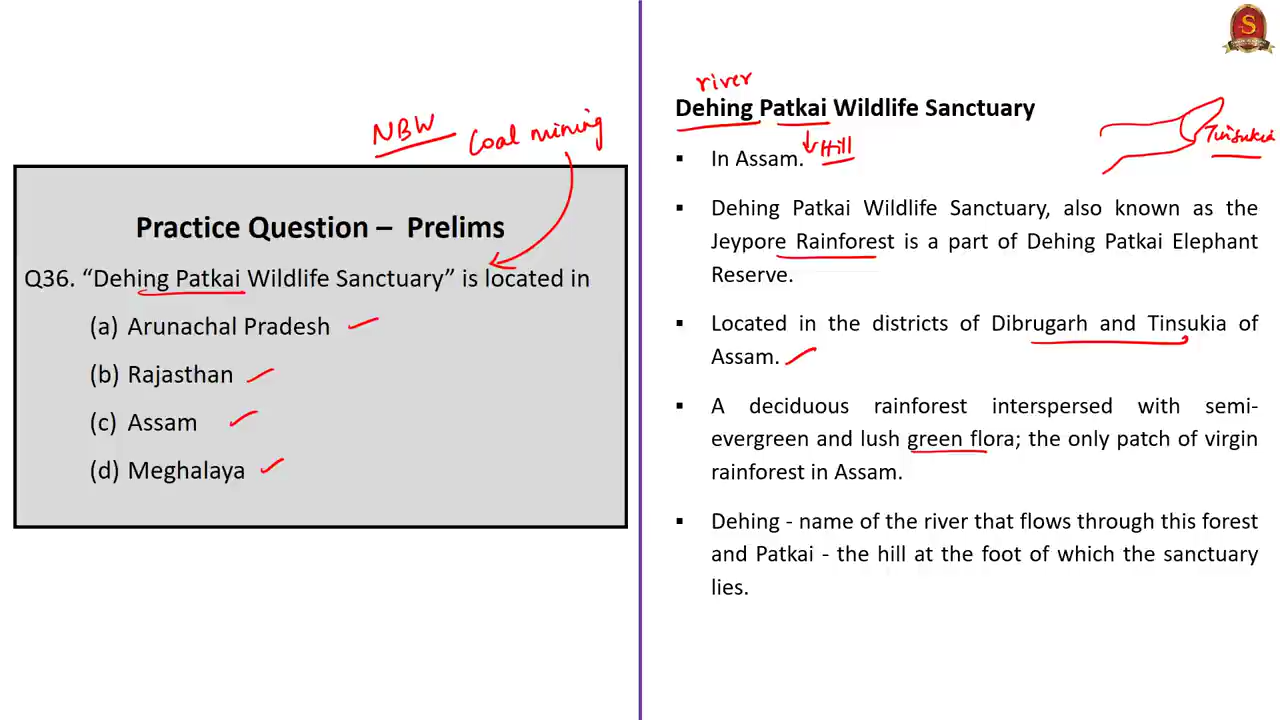 NBW
Coal mining
Practice Question – Prelims
Q36. “Dehing Patkai Wildlife Sanctuary” is located in
(a) Arunachal Pradesh
(b) Rajasthan
(c) Assam
(d) Meghalaya
river
Dehing Patkai Wildlife Sanctuary
Hill
Tinsukia
▪ In Assam.
▪ Dehing Patkai Wildlife Sanctuary, also known as the
Jeypore Rainforest is a part of Dehing Patkai Elephant
Reserve.
▪ Located in the districts of Dibrugarh and Tinsukia of
Assam.
▪ A deciduous rainforest interspersed with semi-
evergreen and lush green flora; the only patch of virgin
rainforest in Assam.
▪ Dehing - name of the river that flows through this forest
and Patkai - the hill at the foot of which the sanctuary
lies.